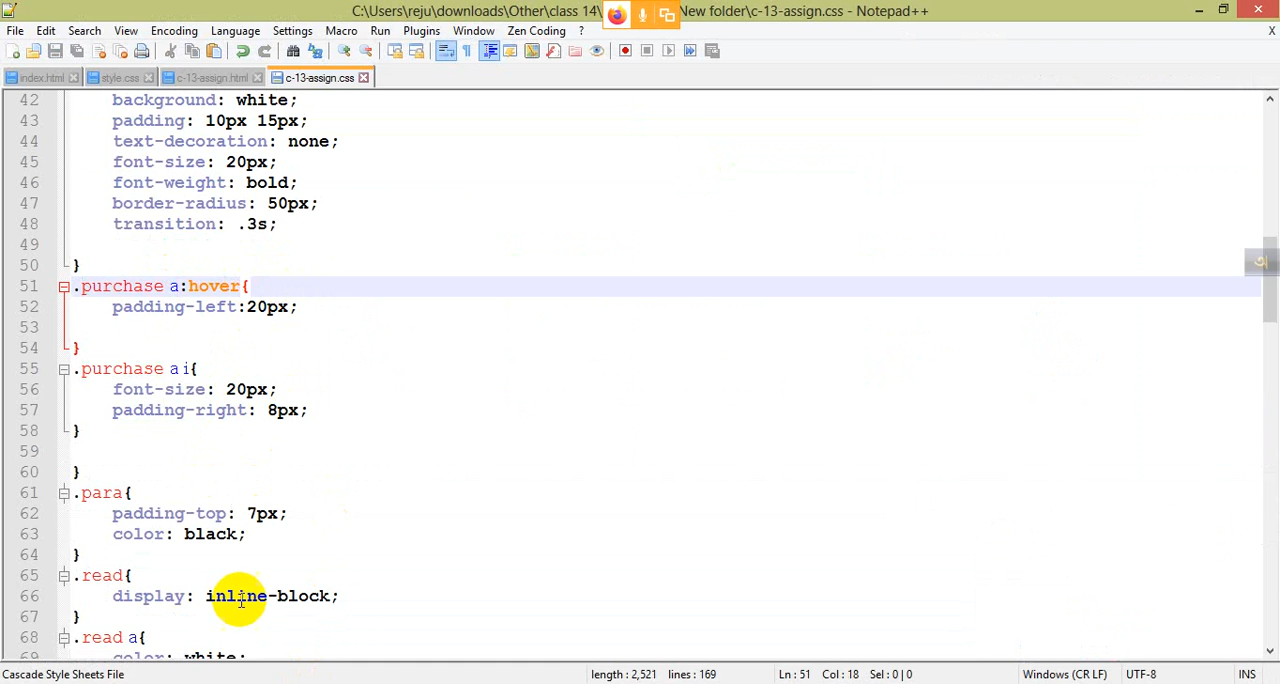 C:\Users\reju\downloads\Other\class 14\ New folder\c-13-assign.css - Notepad++
File Edit Search View Encoding Language Settings Macro Run Plugins Window Zen Coding ? X
index.html style.css c-13-assign.html c-13-assign.css
42 background: white;
43 padding: 10px 15px;
44 text-decoration: none;
45 font-size: 20px;
46 font-weight: bold;
47 border-radius: 50px;
48 transition: .3s;
49
50 }
51 .purchase a:hover{
52 padding-left:20px;
53
54 }
55 .purchase a i{
56 font-size: 20px;
57 padding-right: 8px;
58 }
59
60 }
61 .para{
62 padding-top: 7px;
63 color: black;
64 }
65 .read{
66 display: inline-block;
67 }
68 .read a{
69 color: white;
Cascade Style Sheets File length : 2,521 lines : 169 Ln : 51 Col : 18 Sel : 0 | 0 Windows (CR LF) UTF-8 INS
অ